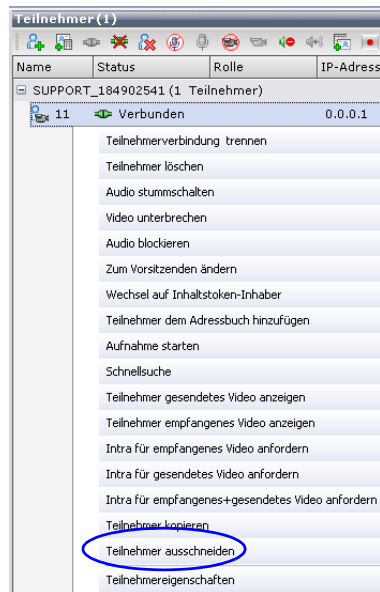 Teilnehmer(1)
Name Status Rolle IP-Adress
SUPPORT_184902541 (1 Teilnehmer)
11 Verbunden 0.0.0.1
Teilnehmerverbindung trennen
Teilnehmer löschen
Audio stummschalten
Video unterbrechen
Audio blockieren
Zum Vorsitzenden ändern
Wechsel auf Inhaltstoken-Inhaber
Teilnehmer dem Adressbuch hinzufügen
Aufnahme starten
Schnellsuche
Teilnehmer gesendetes Video anzeigen
Teilnehmer empfangenes Video anzeigen
Intra für empfangenes Video anfordern
Intra für gesendetes Video anfordern
Intra für empfangenes+gesendetes Video anfordern
Teilnehmer kopieren
Teilnehmer ausschneiden
Teilnehmereigenschaften